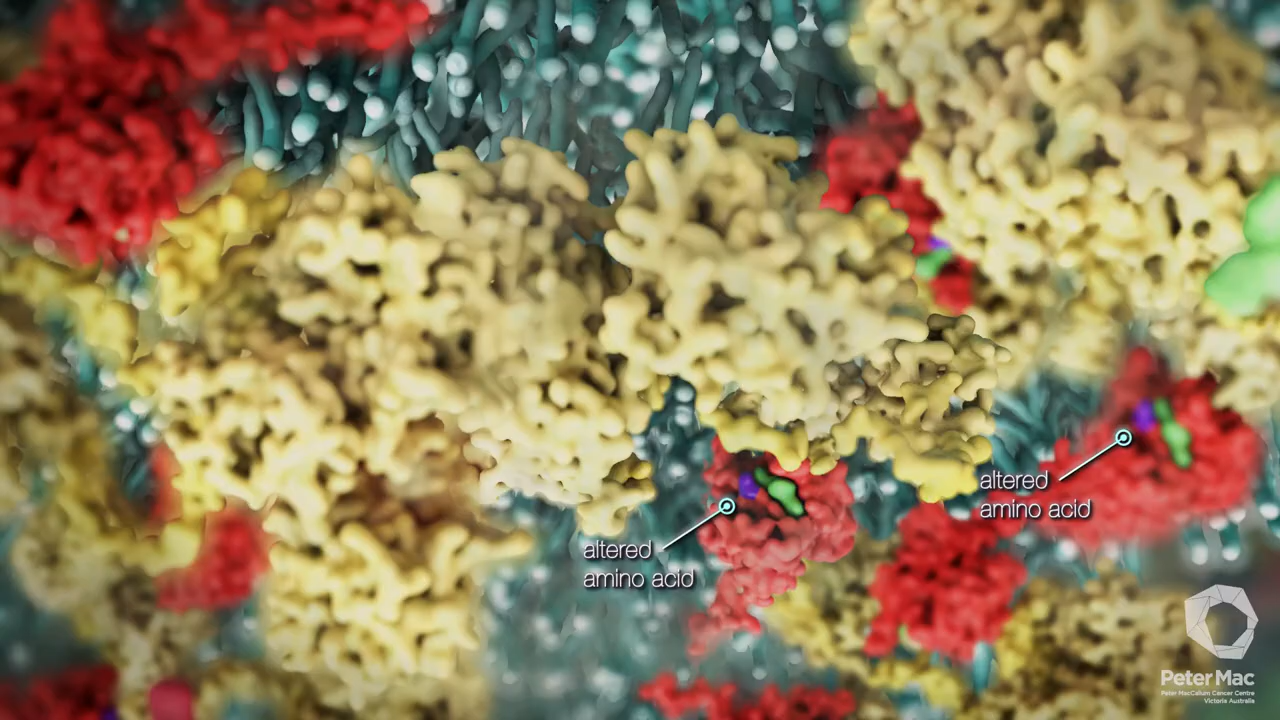 altered
amino acid
altered
amino acid
Peter Mac
Peter MacCallum Cancer Centre
Victoria Australia